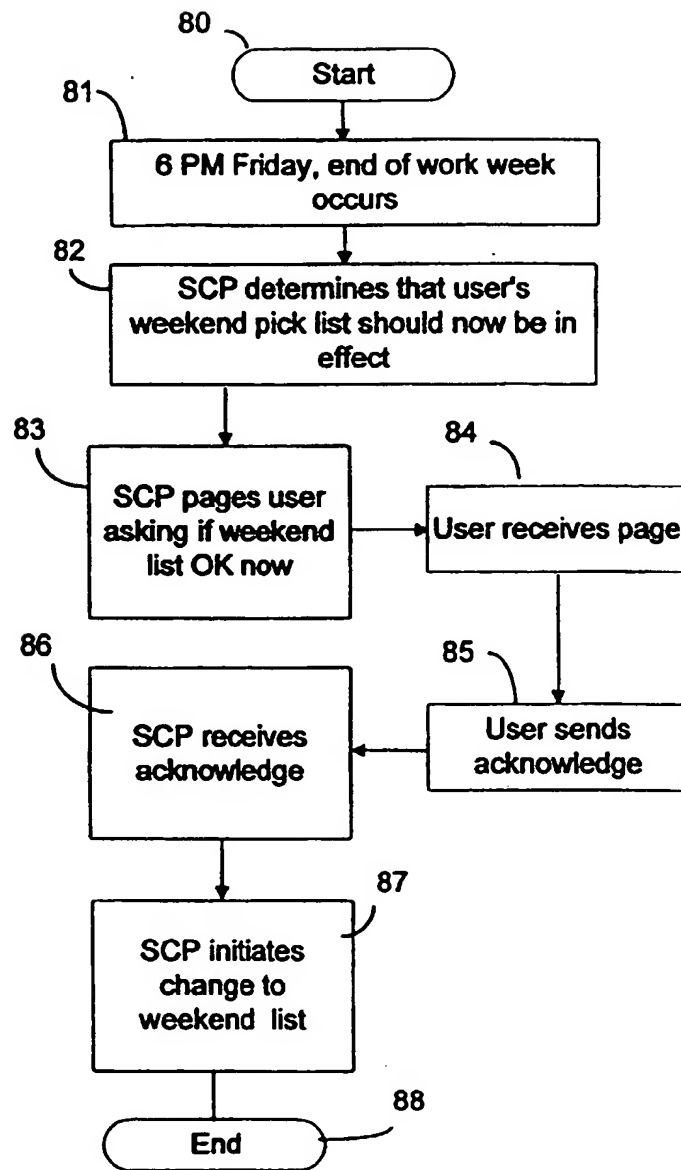 80
Start
81
6 PM Friday, end of work week
occurs
82
SCP determines that user's
weekend pick list should now be in
effect
83
SCP pages user
asking if weekend
list OK now
84
User receives page
85
User sends
acknowledge
86
SCP receives
acknowledge
87
SCP initiates
change to
weekend list
88
End